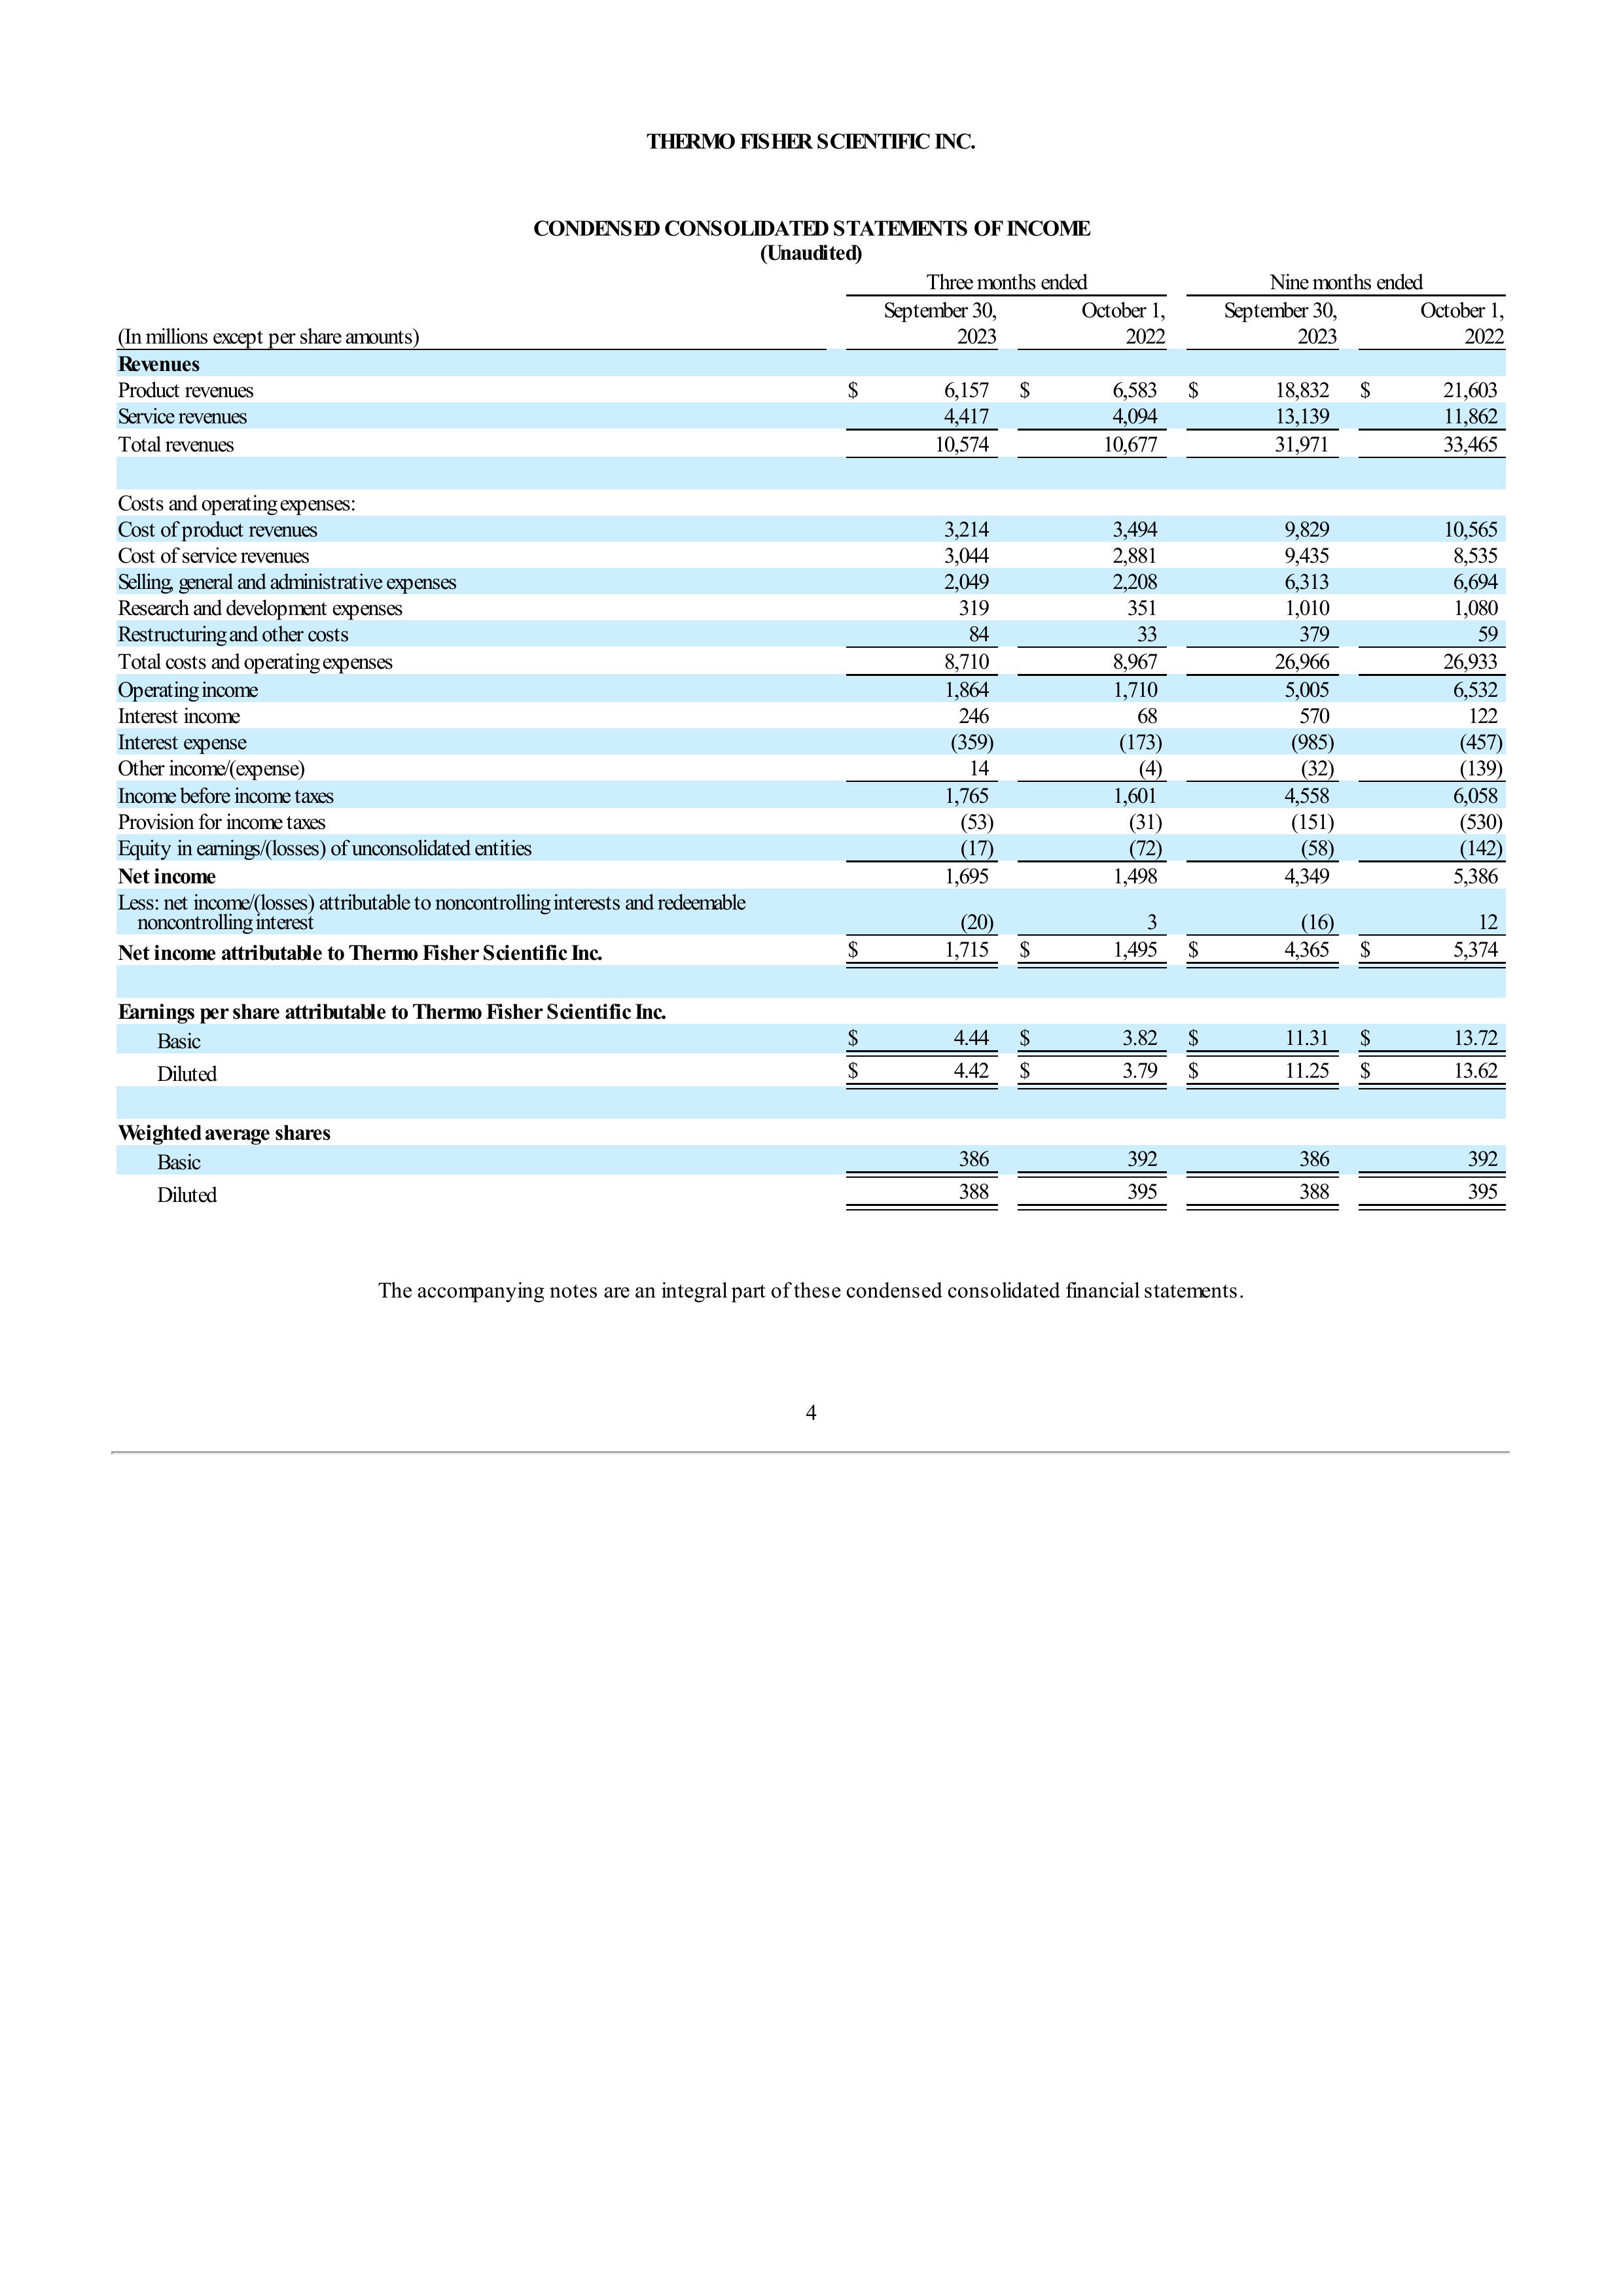 THERMO FISHER SCIENTIFIC INC.
CONDENSED CONSOLIDATED STATEMENTS OF INCOME
(Unaudited)
Three months ended Nine months ended
September 30, October 1, September 30, October 1,
(In millions except per share amounts) 2023 2022 2023 2022
Revenues
Product revenues $ 6,157 $ 6,583 $ 18,832 $ 21,603
Service revenues 4,417 4,094 13,139 11,862
Total revenues 10,574 10,677 31,971 33,465
Costs and operating expenses:
Cost of product revenues 3,214 3,494 9,829 10,565
Cost of service revenues 3,044 2,881 9,435 8,535
Selling, general and administrative expenses 2,049 2,208 6,313 6,694
Research and development expenses 319 351 1,010 1,080
Restructuring and other costs 84 33 379 59
Total costs and operating expenses 8,710 8,967 26,966 26,933
Operating income 1,864 1,710 5,005 6,532
Interest income 246 68 570 122
Interest expense (359) (173) (985) (457)
Other income/(expense) 14 (4) (32) (139)
Income before income taxes 1,765 1,601 4,558 6,058
Provision for income taxes (53) (31) (151) (530)
Equity in earnings/(losses) of unconsolidated entities (17) (72) (58) (142)
Net income 1,695 1,498 4,349 5,386
Less: net income/(losses) attributable to noncontrolling interests and redeemable
noncontrolling interest (20) 3 (16) 12
Net income attributable to Thermo Fisher Scientific Inc. $ 1,715 $ 1,495 $ 4,365 $ 5,374
Earnings per share attributable to Thermo Fisher Scientific Inc.
Basic $ 4.44 $ 3.82 $ 11.31 $ 13.72
Diluted $ 4.42 $ 3.79 $ 11.25 $ 13.62
Weighted average shares
Basic 386 392 386 392
Diluted 388 395 388 395
The accompanying notes are an integral part of these condensed consolidated financial statements.
4